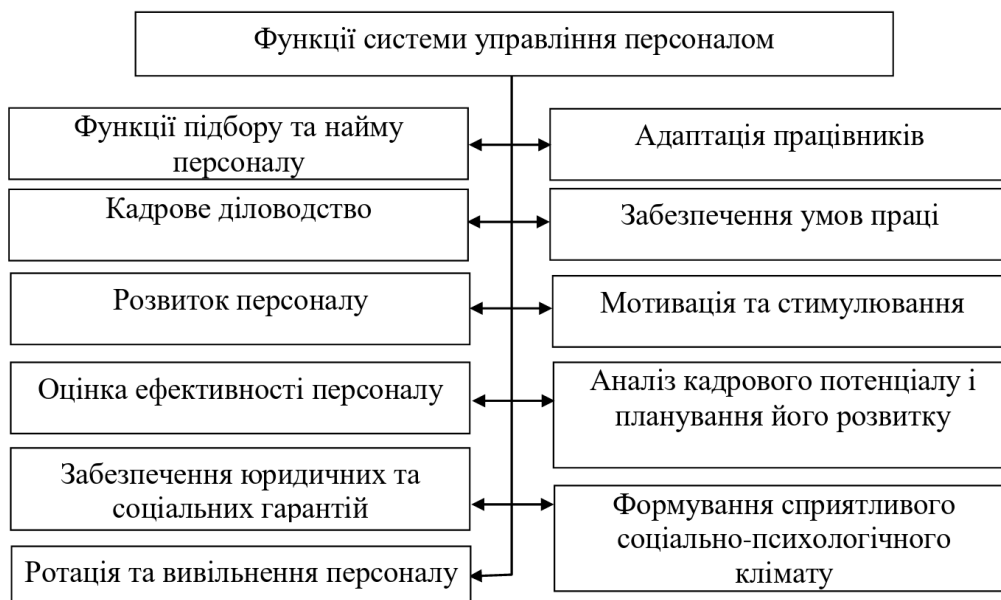 Функції системи управління персоналом
Функції підбору та найму
персоналу
Адаптація працівників
Кадрове діловодство
Забезпечення умов праці
Розвиток персоналу
Мотивація та стимулювання
Оцінка ефективності персоналу
Аналіз кадрового потенціалу і
планування його розвитку
Забезпечення юридичних та
соціальних гарантій
Формування сприятливого
соціально-психологічного
клімату
Ротація та вивільнення персоналу